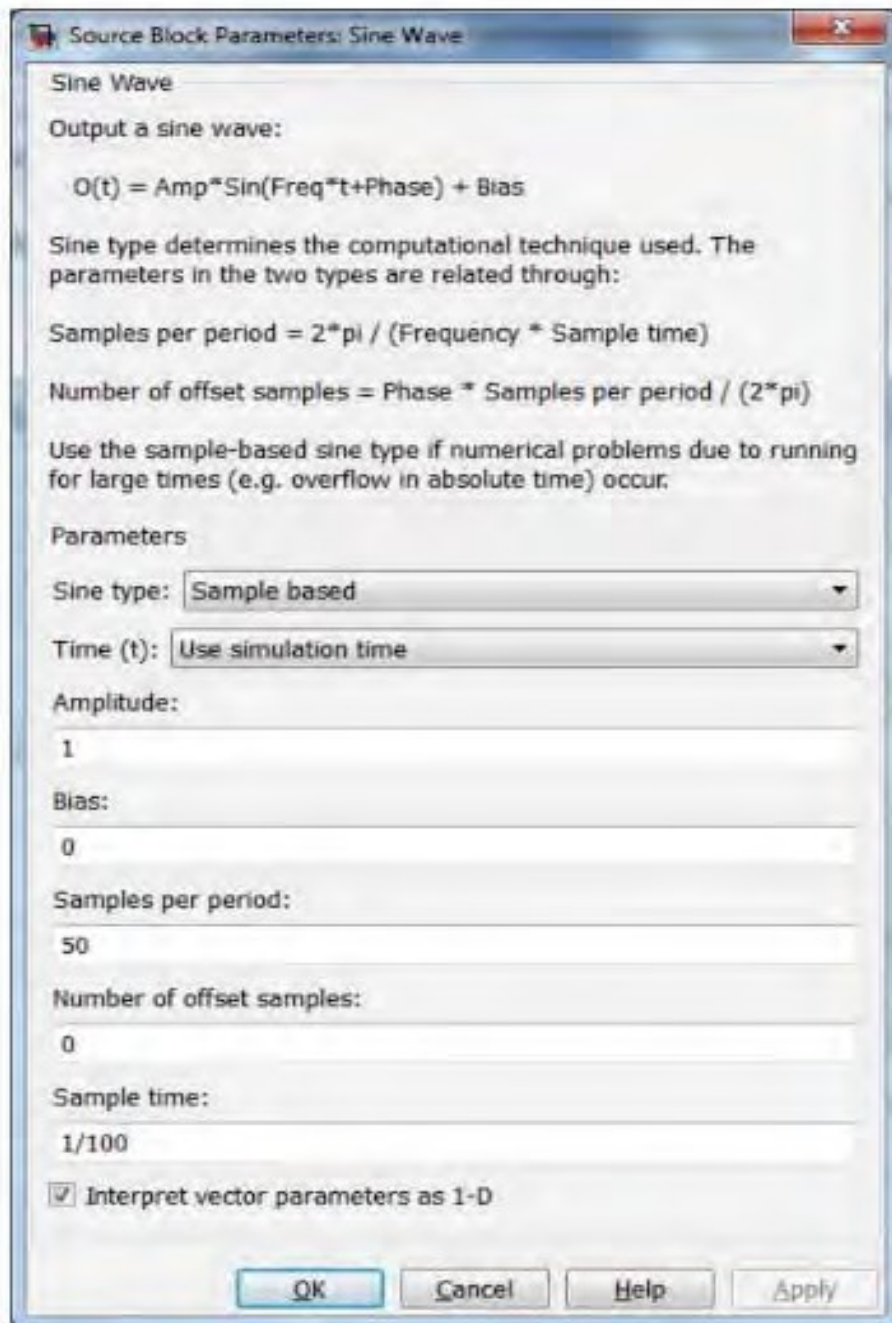 Source Block Parameters: Sine Wave
Sine Wave
Output a sine wave:
O(t) = Amp*Sin(Freq*t+Phase) + Bias
Sine type determines the computational technique used. The
parameters in the two types are related through:
Samples per period = 2*pi / (Frequency * Sample time)
Number of offset samples = Phase * Samples per period / (2*pi)
Use the sample-based sine type if numerical problems due to running
for large times (e.g. overflow in absolute time) occur.
Parameters
Sine type: Sample based
Time (t): Use simulation time
Amplitude:
1
Bias:
0
Samples per period:
50
Number of offset samples:
0
Sample time:
1/100
Interpret vector parameters as 1-D
OK Cancel Help Apply